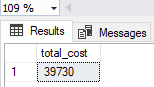 109 %
Results Messages
total_cost
1 39730